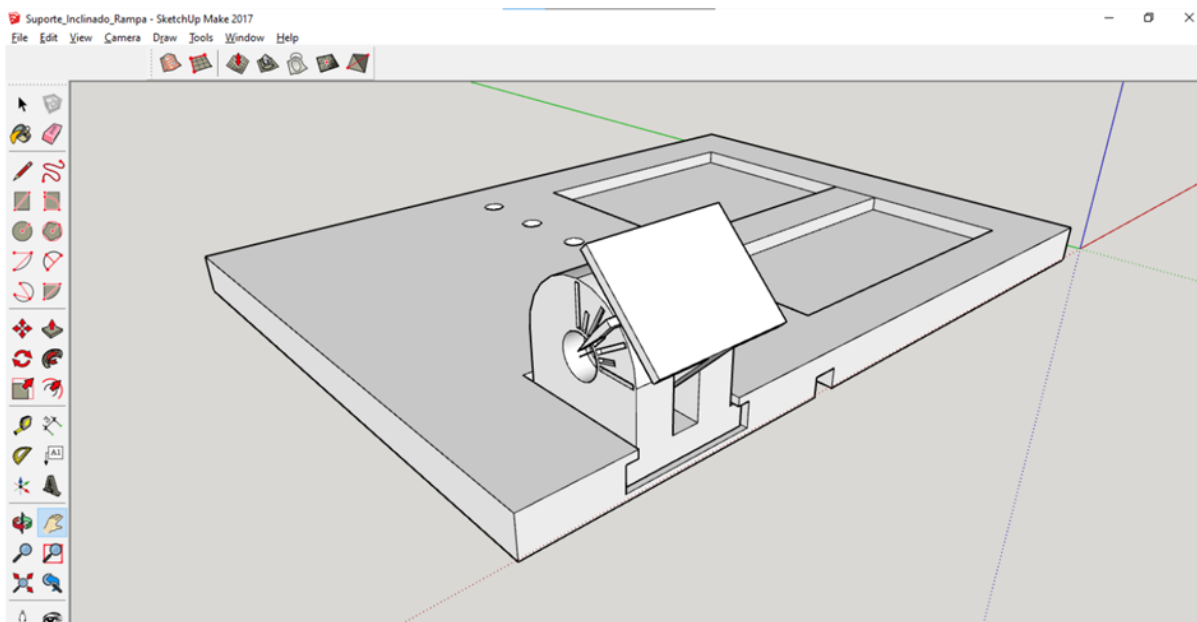 Suporte_Inclinado_Rampa - SketchUp Make 2017
File Edit View Camera Draw Tools Window Help
A1